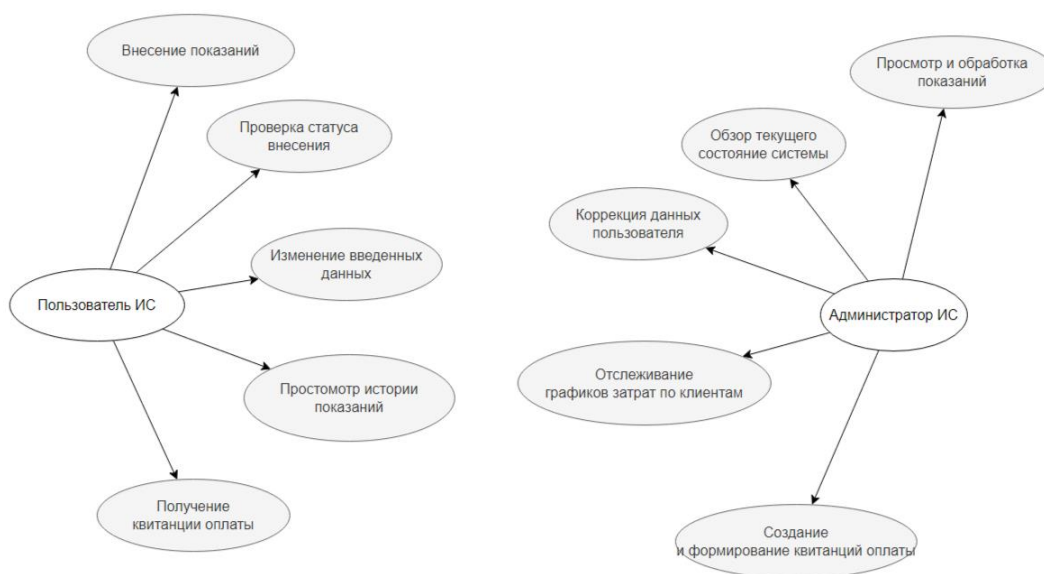 Внесение показаний
Проверка статуса
внесения
Изменение введенных
данных
Пользователь ИС
Простомотр истории
показаний
Получение
квитанции оплаты
Просмотр и обработка
показаний
Обзор текущего
состояние системы
Коррекция данных
пользователя
Администратор ИС
Отслеживание
графиков затрат по клиентам
Создание
и формирование квитанций оплаты